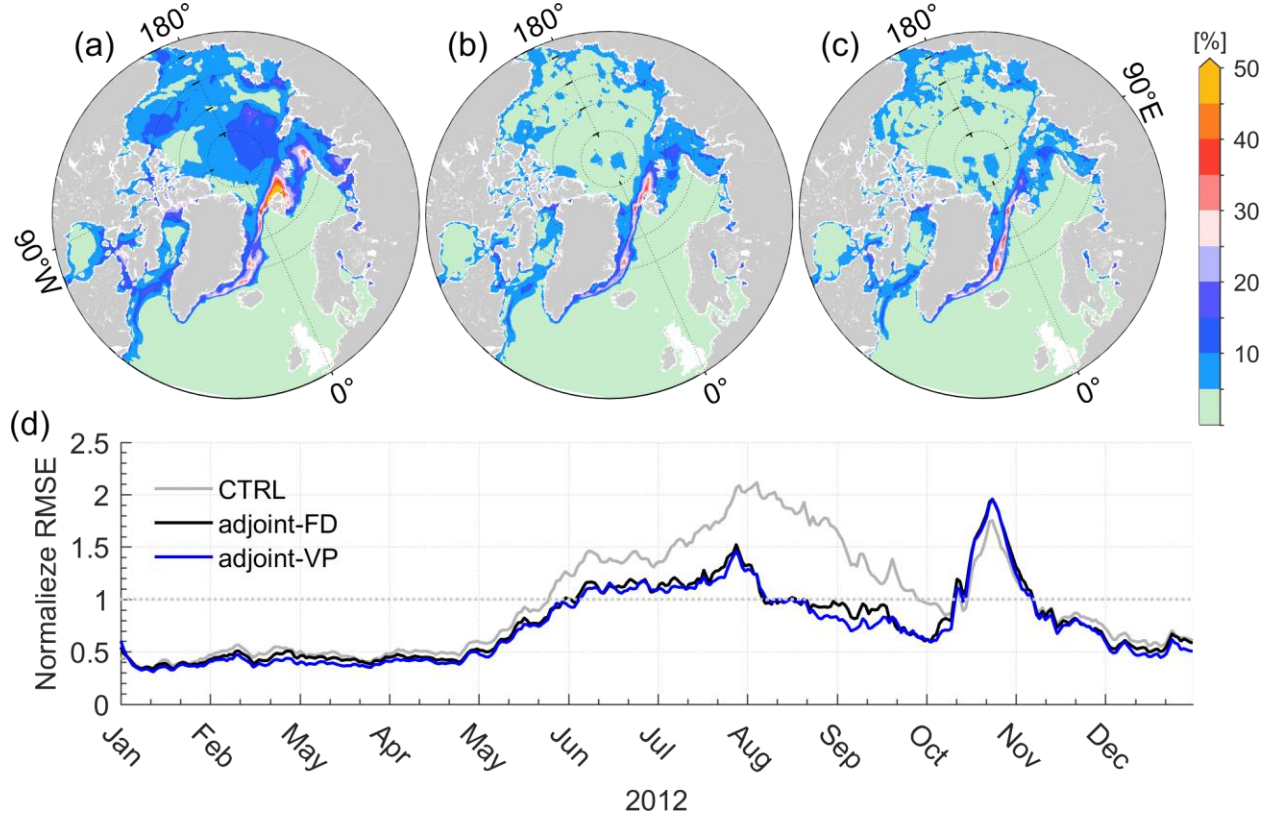 (a) 180° (b) 180° (c) 180° [%]
90°E
50
40
30
20
10
90°W
0° 0° 0°
(d)
Normalieze RMSE
2.5
2
1.5
1
0.5
0
CTRL
adjoint-FD
adjoint-VP
Jan Feb May Apr May Jun Jul Aug Sep Oct Nov Dec
2012